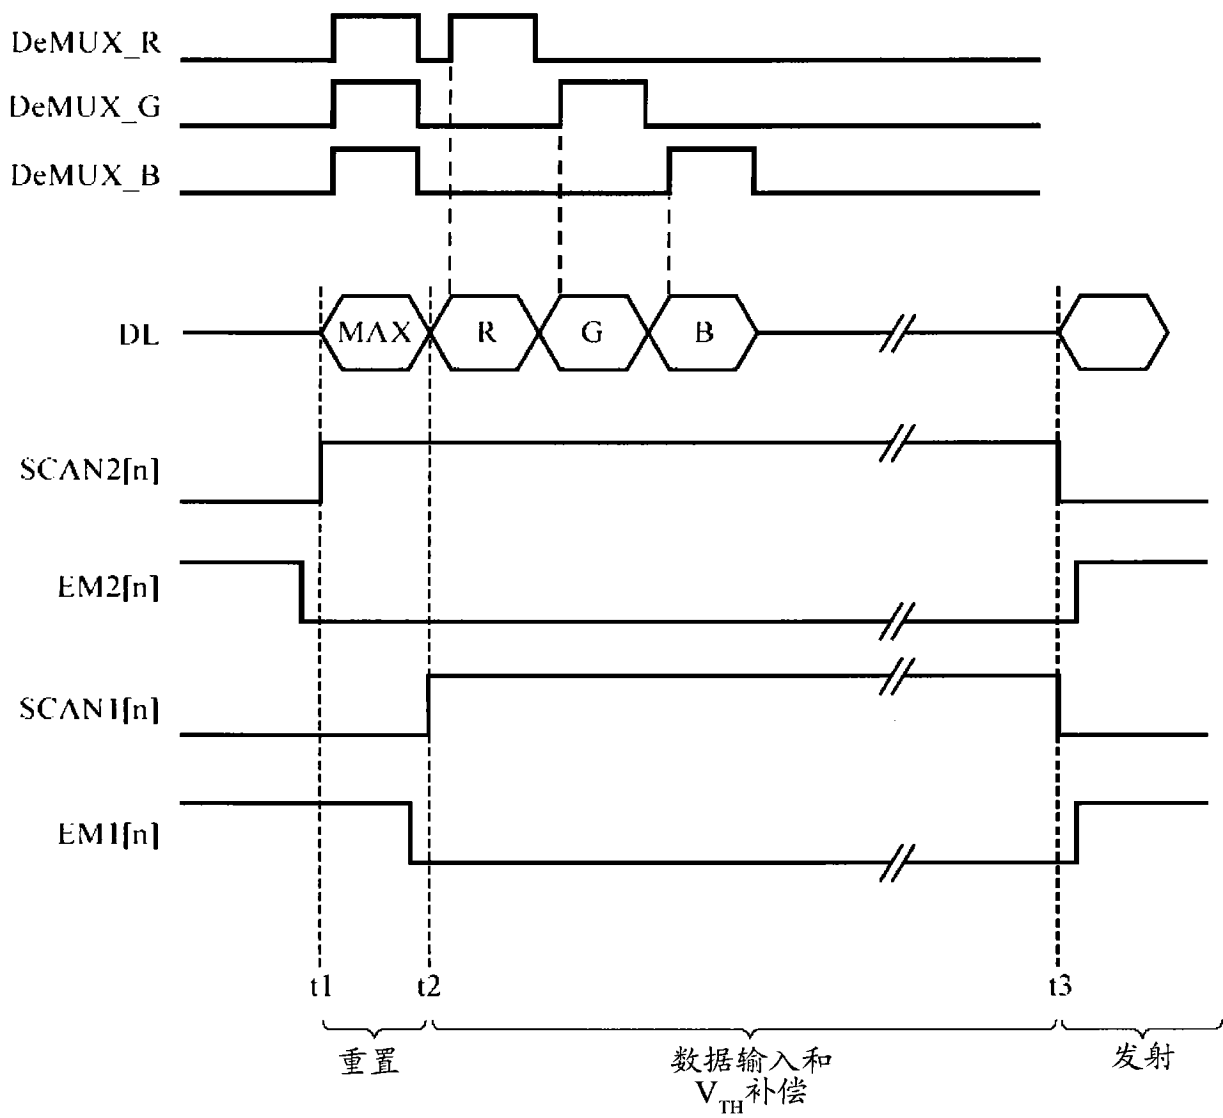 DeMUX_R
DeMUX_G
DeMUX_B
DL
MAX
R
G
B
SCAN2[n]
EM2[n]
SCAN1[n]
EM1[n]
t1
t2
t3
重置
数据输入和
V_TH补偿
发射